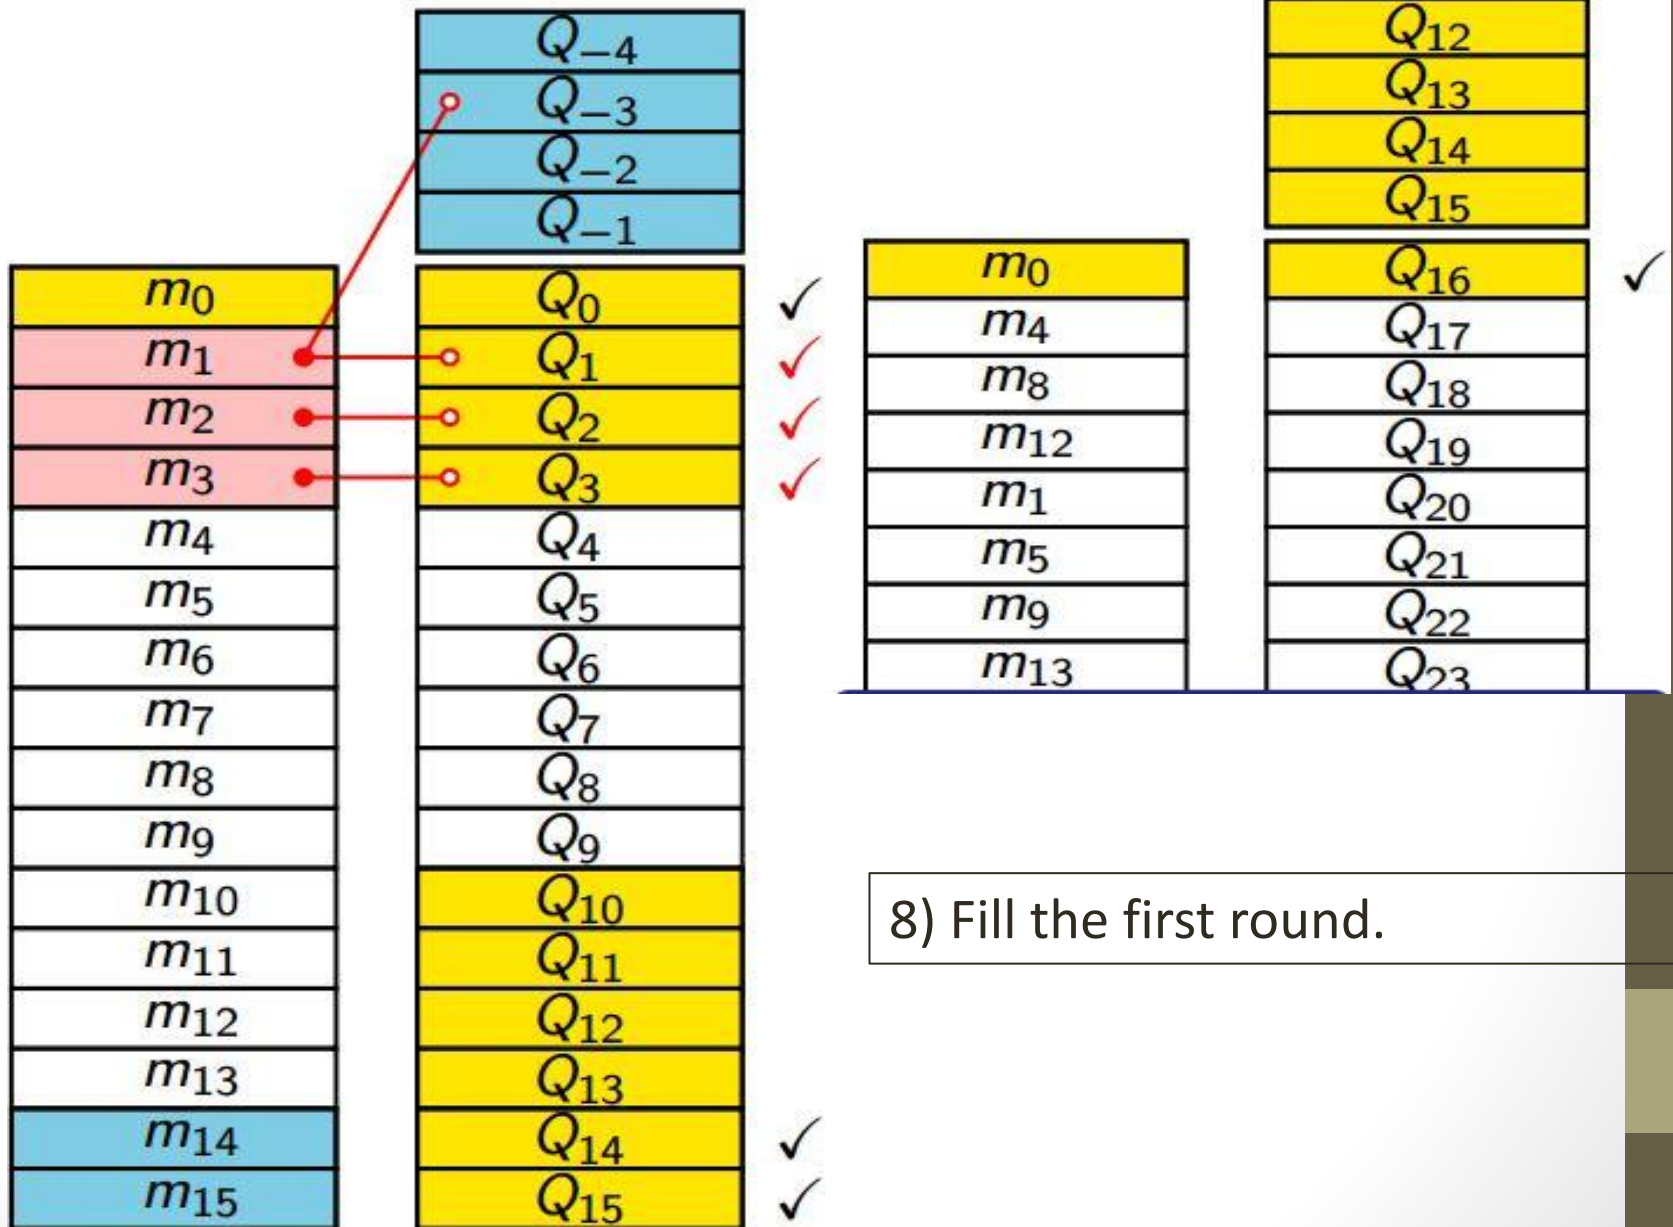 Q₋₄
Q₋₃
Q₋₂
Q₋₁
m₀ Q₀ ✓
m₁ Q₁ ✓
m₂ Q₂ ✓
m₃ Q₃ ✓
m₄ Q₄
m₅ Q₅
m₆ Q₆
m₇ Q₇
m₈ Q₈
m₉ Q₉
m₁₀ Q₁₀
m₁₁ Q₁₁
m₁₂ Q₁₂
m₁₃ Q₁₃
m₁₄ Q₁₄ ✓
m₁₅ Q₁₅ ✓
Q₁₂
Q₁₃
Q₁₄
Q₁₅
m₀ Q₁₆ ✓
m₄ Q₁₇
m₈ Q₁₈
m₁₂ Q₁₉
m₁ Q₂₀
m₅ Q₂₁
m₉ Q₂₂
m₁₃ Q₂₃
8) Fill the first round.